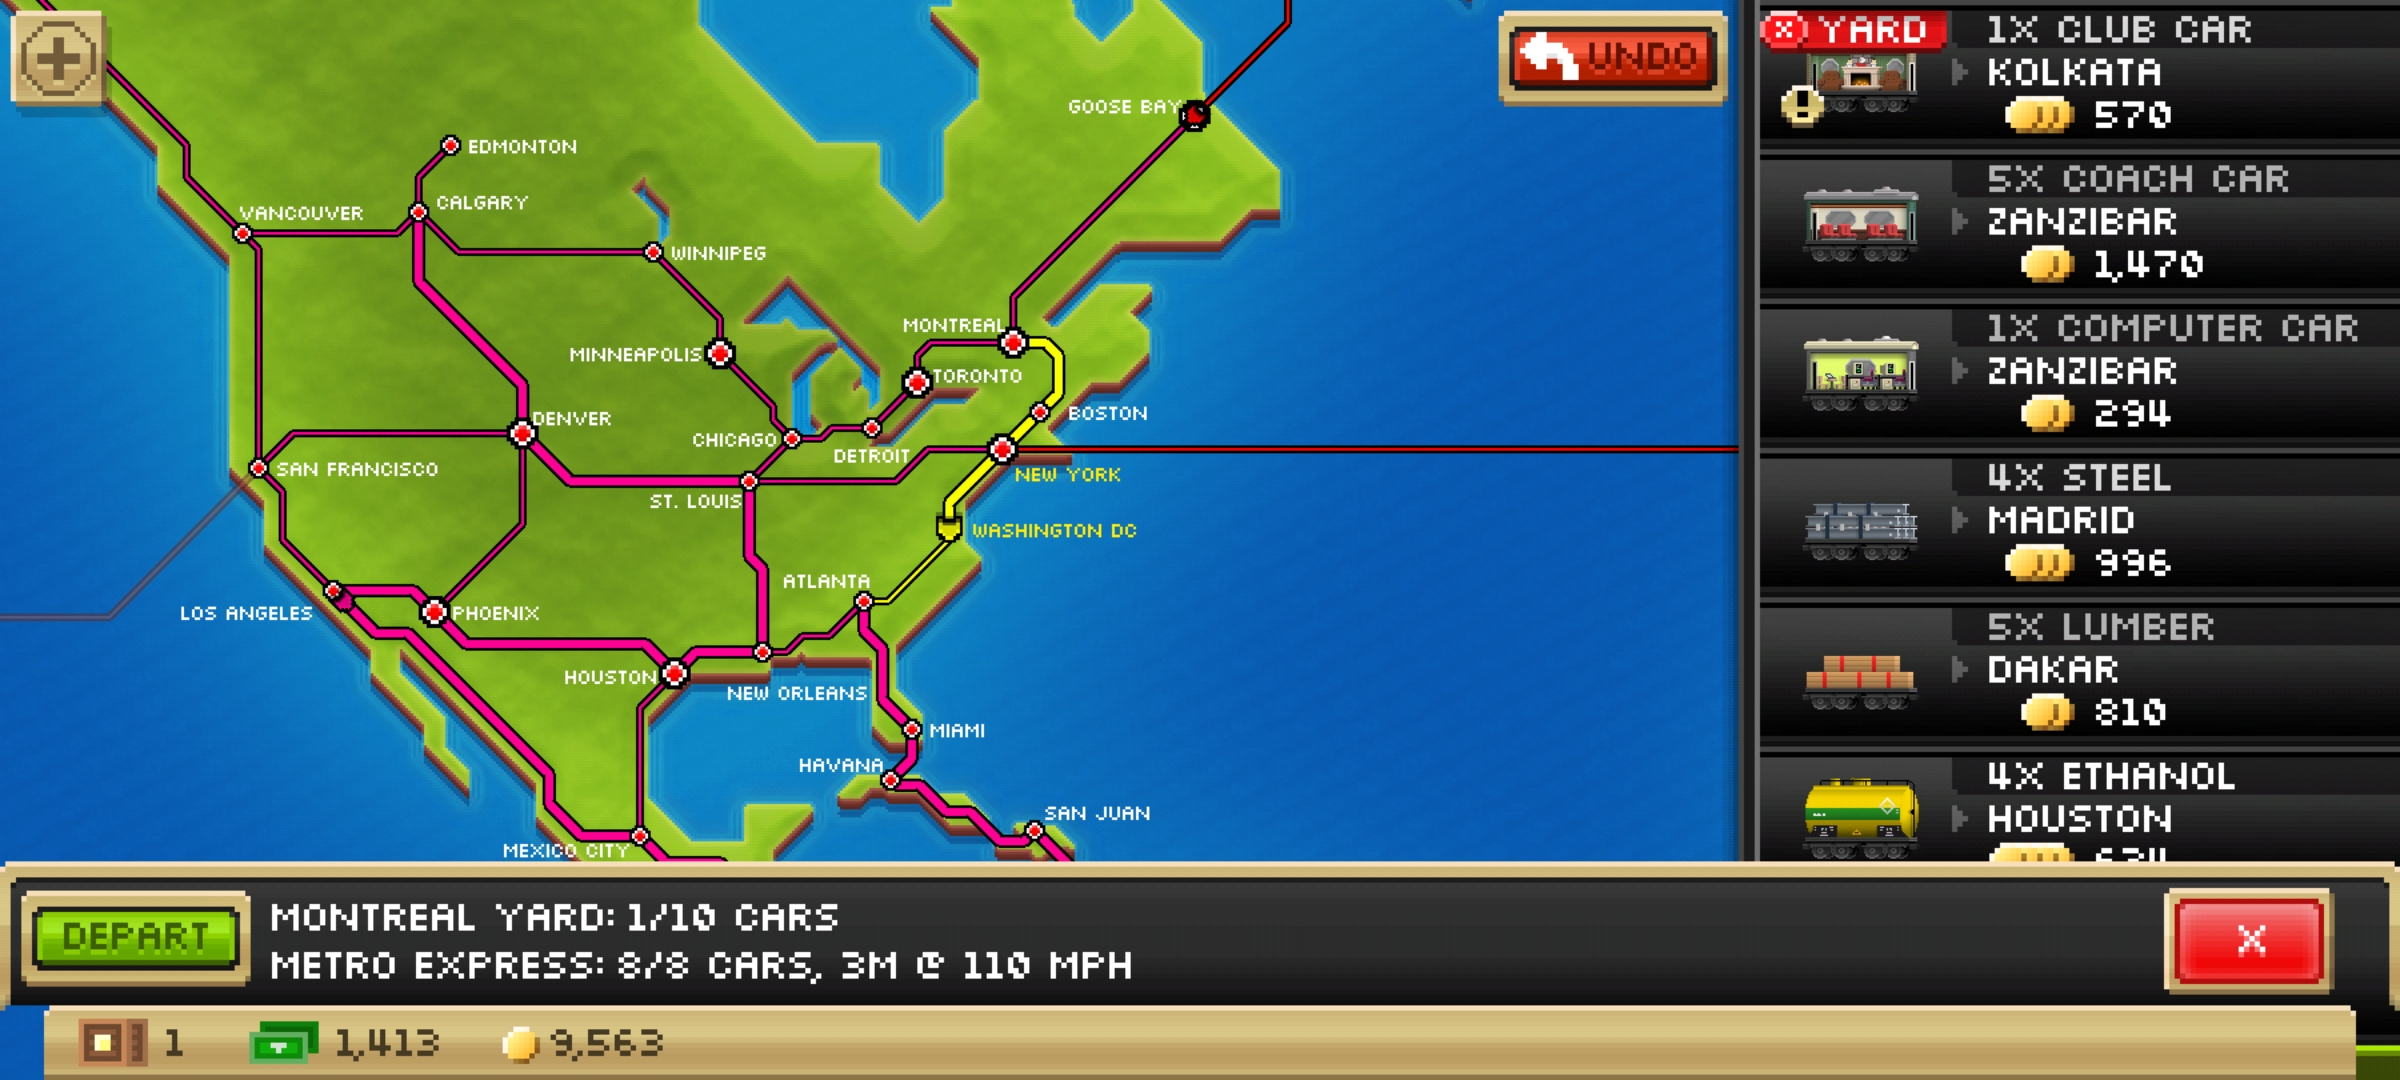 UNDO
GOOSE BAY
EDMONTON
CALGARY
VANCOUVER
WINNIPEG
MONTREAL
MINNEAPOLIS
TORONTO
BOSTON
DENVER
CHICAGO
DETROIT
SAN FRANCISCO
NEW YORK
ST. LOUIS
WASHINGTON DC
ATLANTA
LOS ANGELES
PHOENIX
HOUSTON
NEW ORLEANS
MIAMI
HAVANA
SAN JUAN
MEXICO CITY
YARD
1X CLUB CAR
KOLKATA
570
5X COACH CAR
ZANZIBAR
1,470
1X COMPUTER CAR
ZANZIBAR
294
4X STEEL
MADRID
996
5X LUMBER
DAKAR
810
4X ETHANOL
HOUSTON
DEPART
MONTREAL YARD: 1/10 CARS
METRO EXPRESS: 8/8 CARS, 3M @ 110 MPH
X
1
1,413
9,563